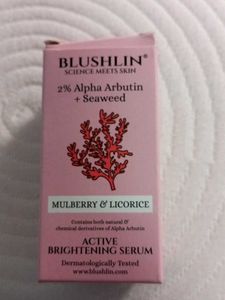 BLUSHLIN®
SCIENCE MEETS SKIN
2% Alpha Arbutin
+ Seaweed
MULBERRY & LICORICE
Contains both natural &
chemical derivatives of Alpha Arbutin
ACTIVE
BRIGHTENING SERUM
Dermatologically Tested
www.blushlin.com